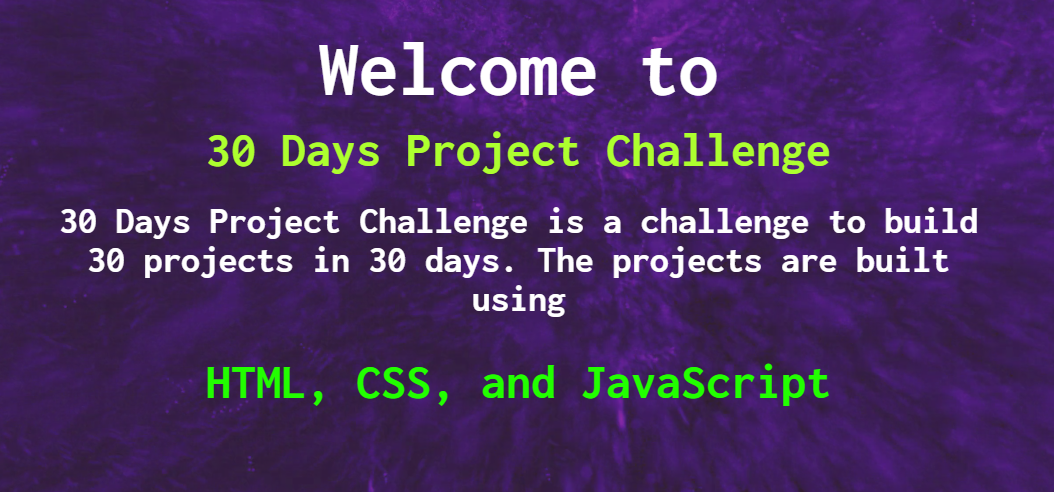 Welcome to
30 Days Project Challenge
30 Days Project Challenge is a challenge to build
30 projects in 30 days. The projects are built
using
HTML, CSS, and JavaScript